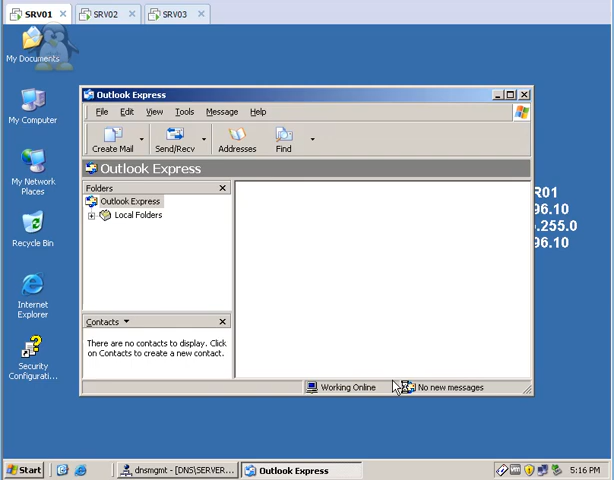 SRV01
SRV02
SRV03
My Documents
My Computer
My Network
Places
Recycle Bin
Internet
Explorer
Security
Configurati...
Outlook Express
File Edit View Tools Message Help
Create Mail Send/Recv Addresses Find
Outlook Express
Folders
Outlook Express
Local Folders
Contacts
There are no contacts to display. Click
on Contacts to create a new contact.
Working Online
No new messages
R01
96.10
.255.0
96.10
Start
dnsmgmt - [DNS\SERVER...
Outlook Express
5:16 PM